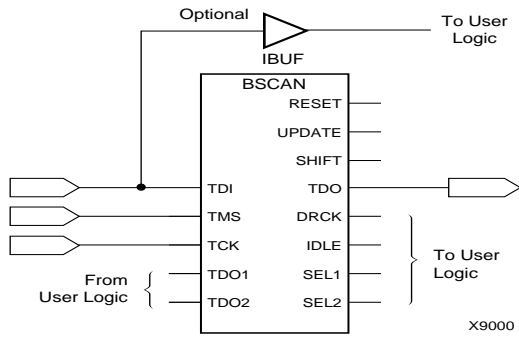 Optional
To User
Logic
IBUF
BSCAN
RESET
UPDATE
SHIFT
TDI
TDO
TMS
DRCK
TCK
IDLE
TDO1
SEL1
TDO2
SEL2
From
User Logic
To User
Logic
X9000